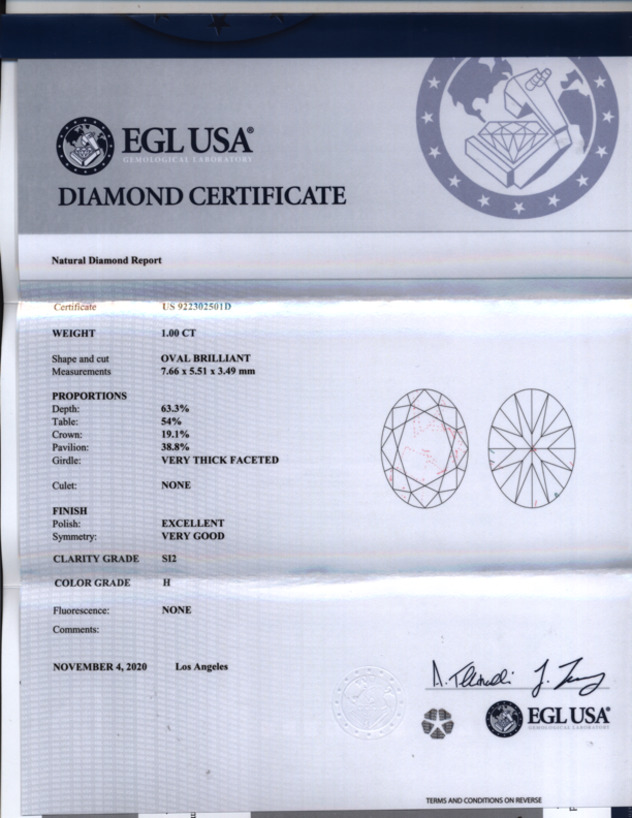 EGL USA®
GEMOLOGICAL LABORATORY
DIAMOND CERTIFICATE
Natural Diamond Report
Certificate US 922302501D
WEIGHT 1.00 CT
Shape and cut OVAL BRILLIANT
Measurements 7.66 x 5.51 x 3.49 mm
PROPORTIONS
Depth: 63.3%
Table: 54%
Crown: 19.1%
Pavilion: 38.8%
Girdle: VERY THICK FACETED
Culet: NONE
FINISH
Polish: EXCELLENT
Symmetry: VERY GOOD
CLARITY GRADE SI2
COLOR GRADE H
Fluorescence: NONE
Comments:
NOVEMBER 4, 2020 Los Angeles
EGL USA®
GEMOLOGICAL LABORATORY
TERMS AND CONDITIONS ON REVERSE